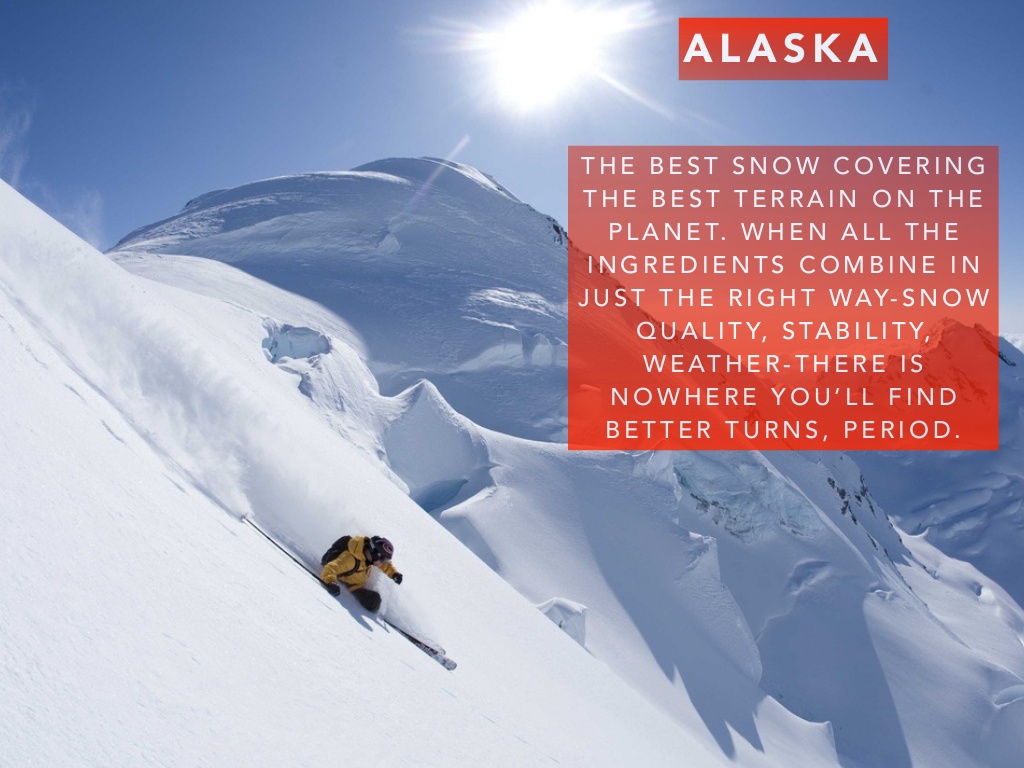 ALASKA
THE BEST SNOW COVERING
THE BEST TERRAIN ON THE
PLANET. WHEN ALL THE
INGREDIENTS COMBINE IN
JUST THE RIGHT WAY-SNOW
QUALITY, STABILITY,
WEATHER-THERE IS
NOWHERE YOU’LL FIND
BETTER TURNS, PERIOD.